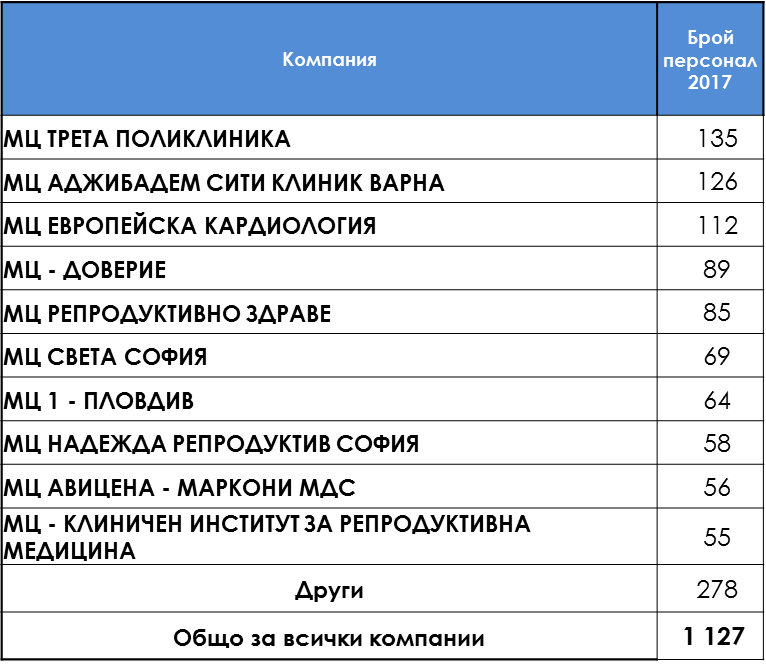 Компания
Брой
персонал
2017
МЦ ТРЕТА ПОЛИКЛИНИКА 135
МЦ АДЖИБАДЕМ СИТИ КЛИНИК ВАРНА 126
МЦ ЕВРОПЕЙСКА КАРДИОЛОГИЯ 112
МЦ - ДОВЕРИЕ 89
МЦ РЕПРОДУКТИВНО ЗДРАВЕ 85
МЦ СВЕТА СОФИЯ 69
МЦ 1 - ПЛОВДИВ 64
МЦ НАДЕЖДА РЕПРОДУКТИВ СОФИЯ 58
МЦ АВИЦЕНА - МАРКОНИ МДС 56
МЦ - КЛИНИЧЕН ИНСТИТУТ ЗА РЕПРОДУКТИВНА
МЕДИЦИНА 55
Други 278
Общо за всички компании 1 127